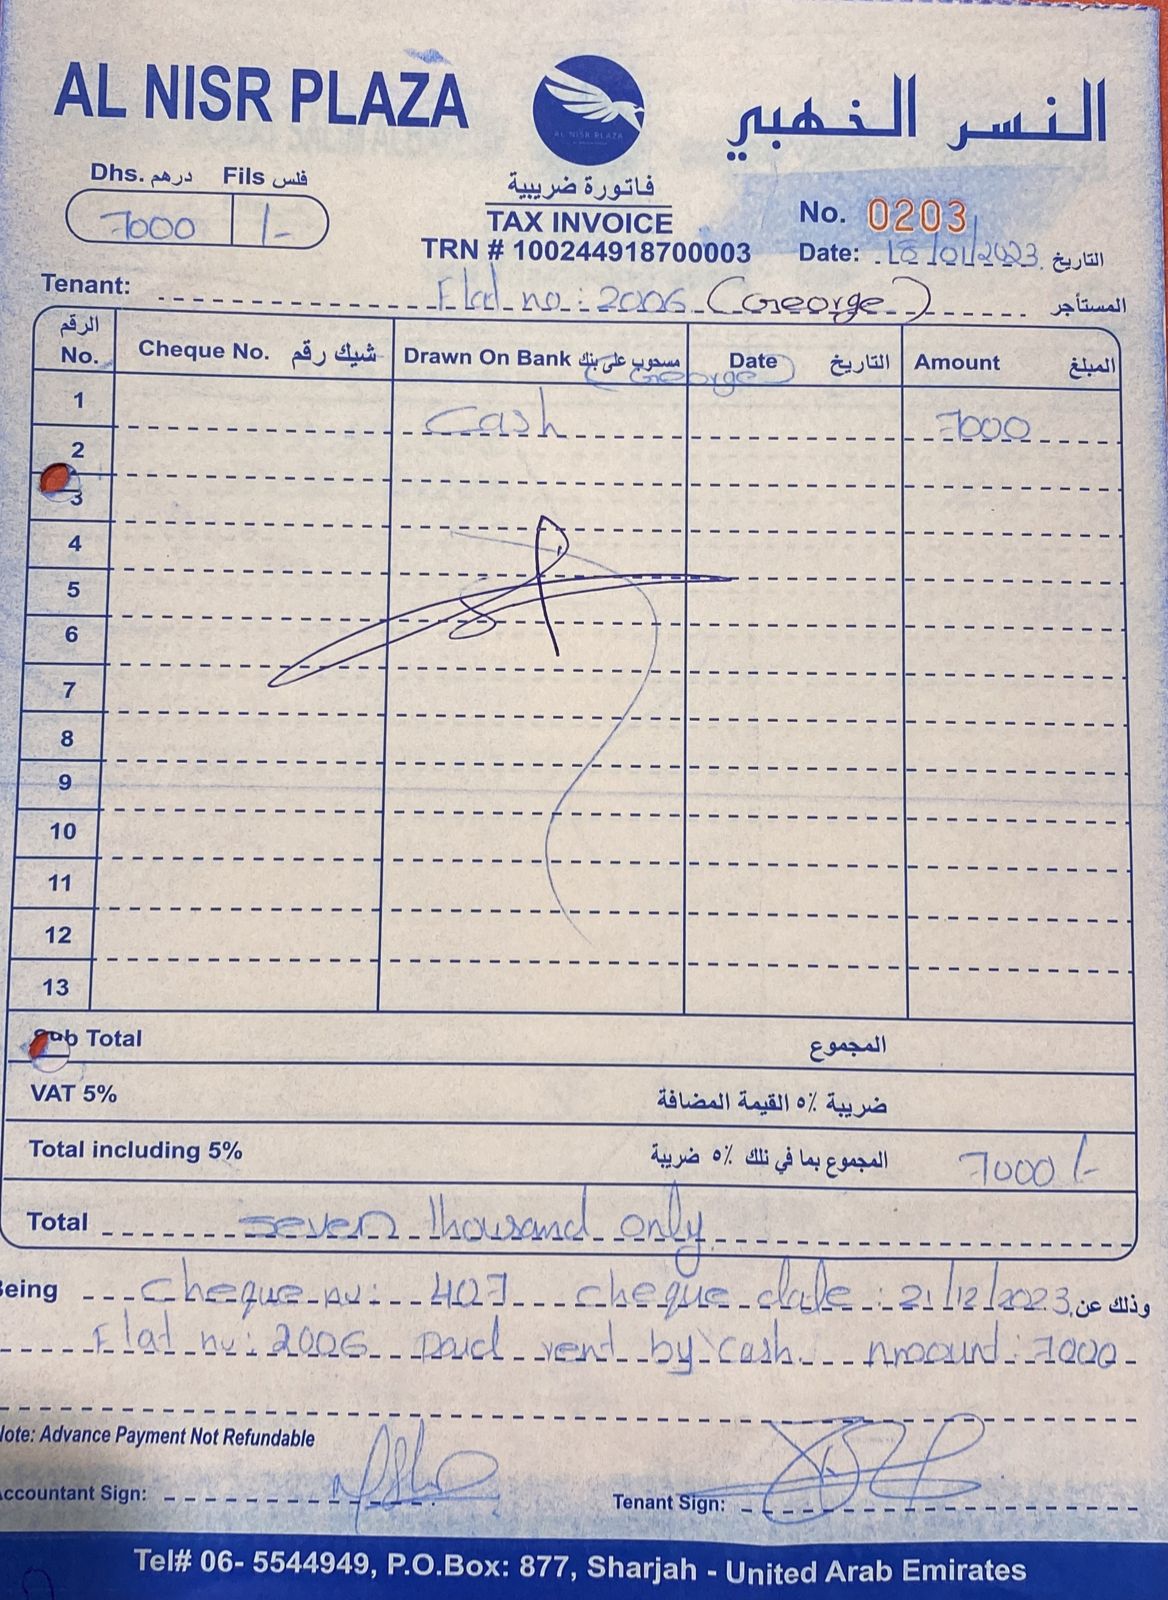 AL NISR PLAZA
النسر الخهبي
AL NISR PLAZA
Dhs. درهم Fils فلس
7000 /-
فاتورة ضريبية
TAX INVOICE
TRN # 100244918700003
No. 0203
Date: /01/2023 التاريخ
Tenant: Flat no: 2006 (George) المستأجر
الرقم No. Cheque No. شيك رقم Drawn On Bank مسحوب على بنك Date التاريخ Amount المبلغ
(George)
1 Cash 7000
2
3
4
5
6
7
8
9
10
11
12
13
Sub Total المجموع
VAT 5% ضريبة ٥٪ القيمة المضافة
Total including 5% المجموع بما في نلك ٥٪ ضريبة 7000/-
Total seven thousand only
Being cheque no: 407 cheque date: 21/12/2023 وذلك عن
Flat no: 2006 paid rent by cash Amount: 7000
Note: Advance Payment Not Refundable
Accountant Sign:
Tenant Sign:
Tel# 06- 5544949, P.O.Box: 877, Sharjah - United Arab Emirates